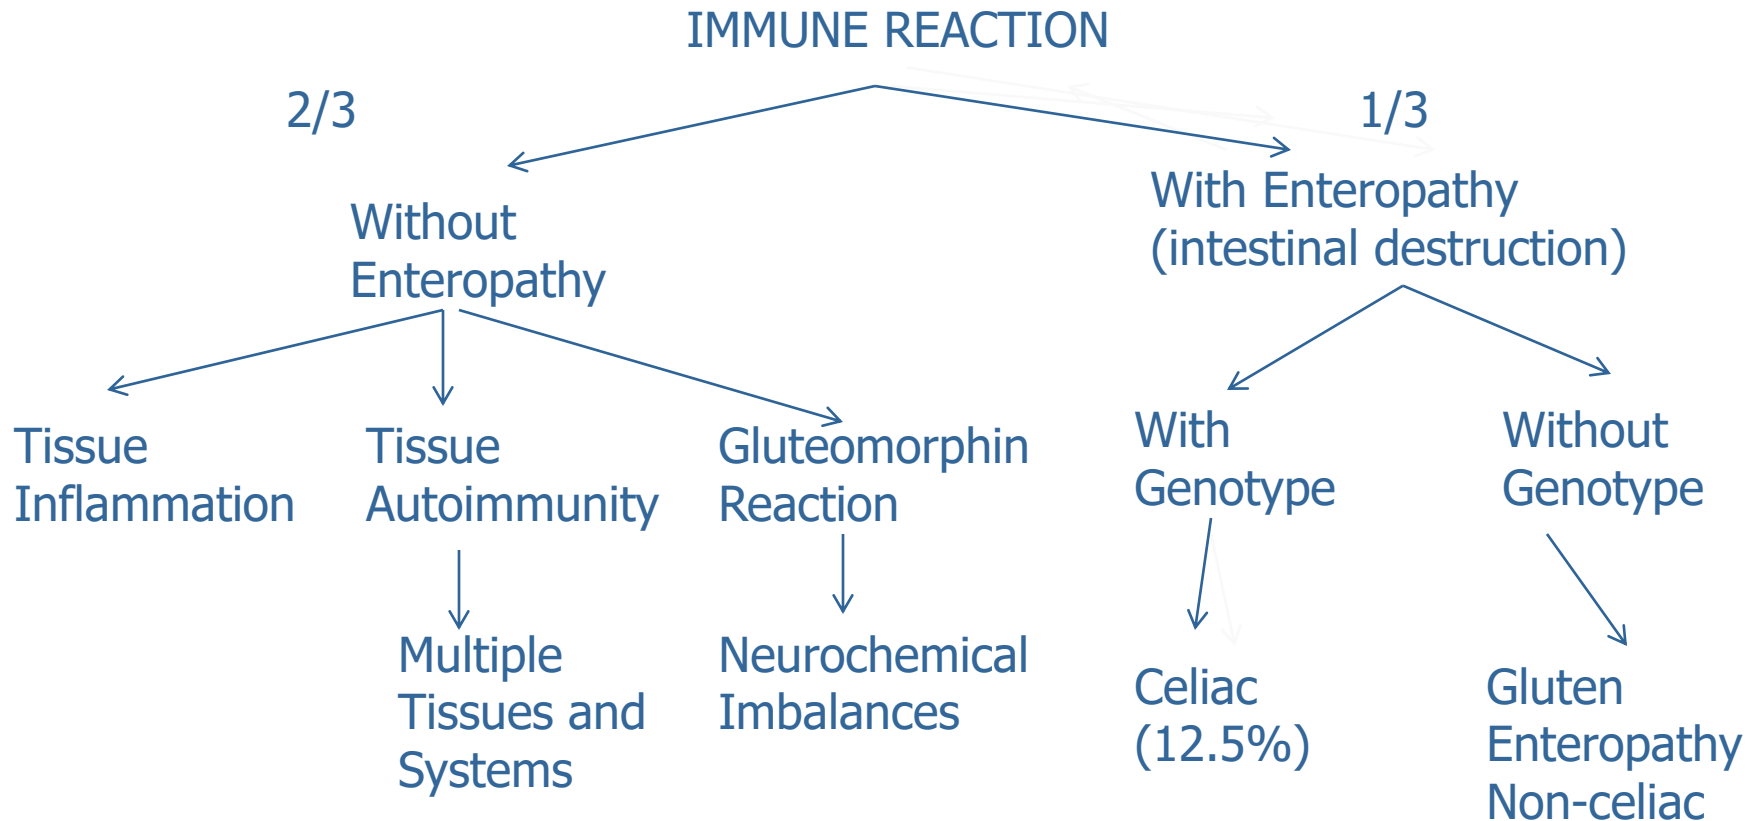 IMMUNE REACTION
2/3
1/3
Without
Enteropathy
With Enteropathy
(intestinal destruction)
Tissue
Inflammation
Tissue
Autoimmunity
Gluteomorphin
Reaction
With
Genotype
Without
Genotype
Multiple
Tissues and
Systems
Neurochemical
Imbalances
Celiac
(12.5%)
Gluten
Enteropathy
Non-celiac